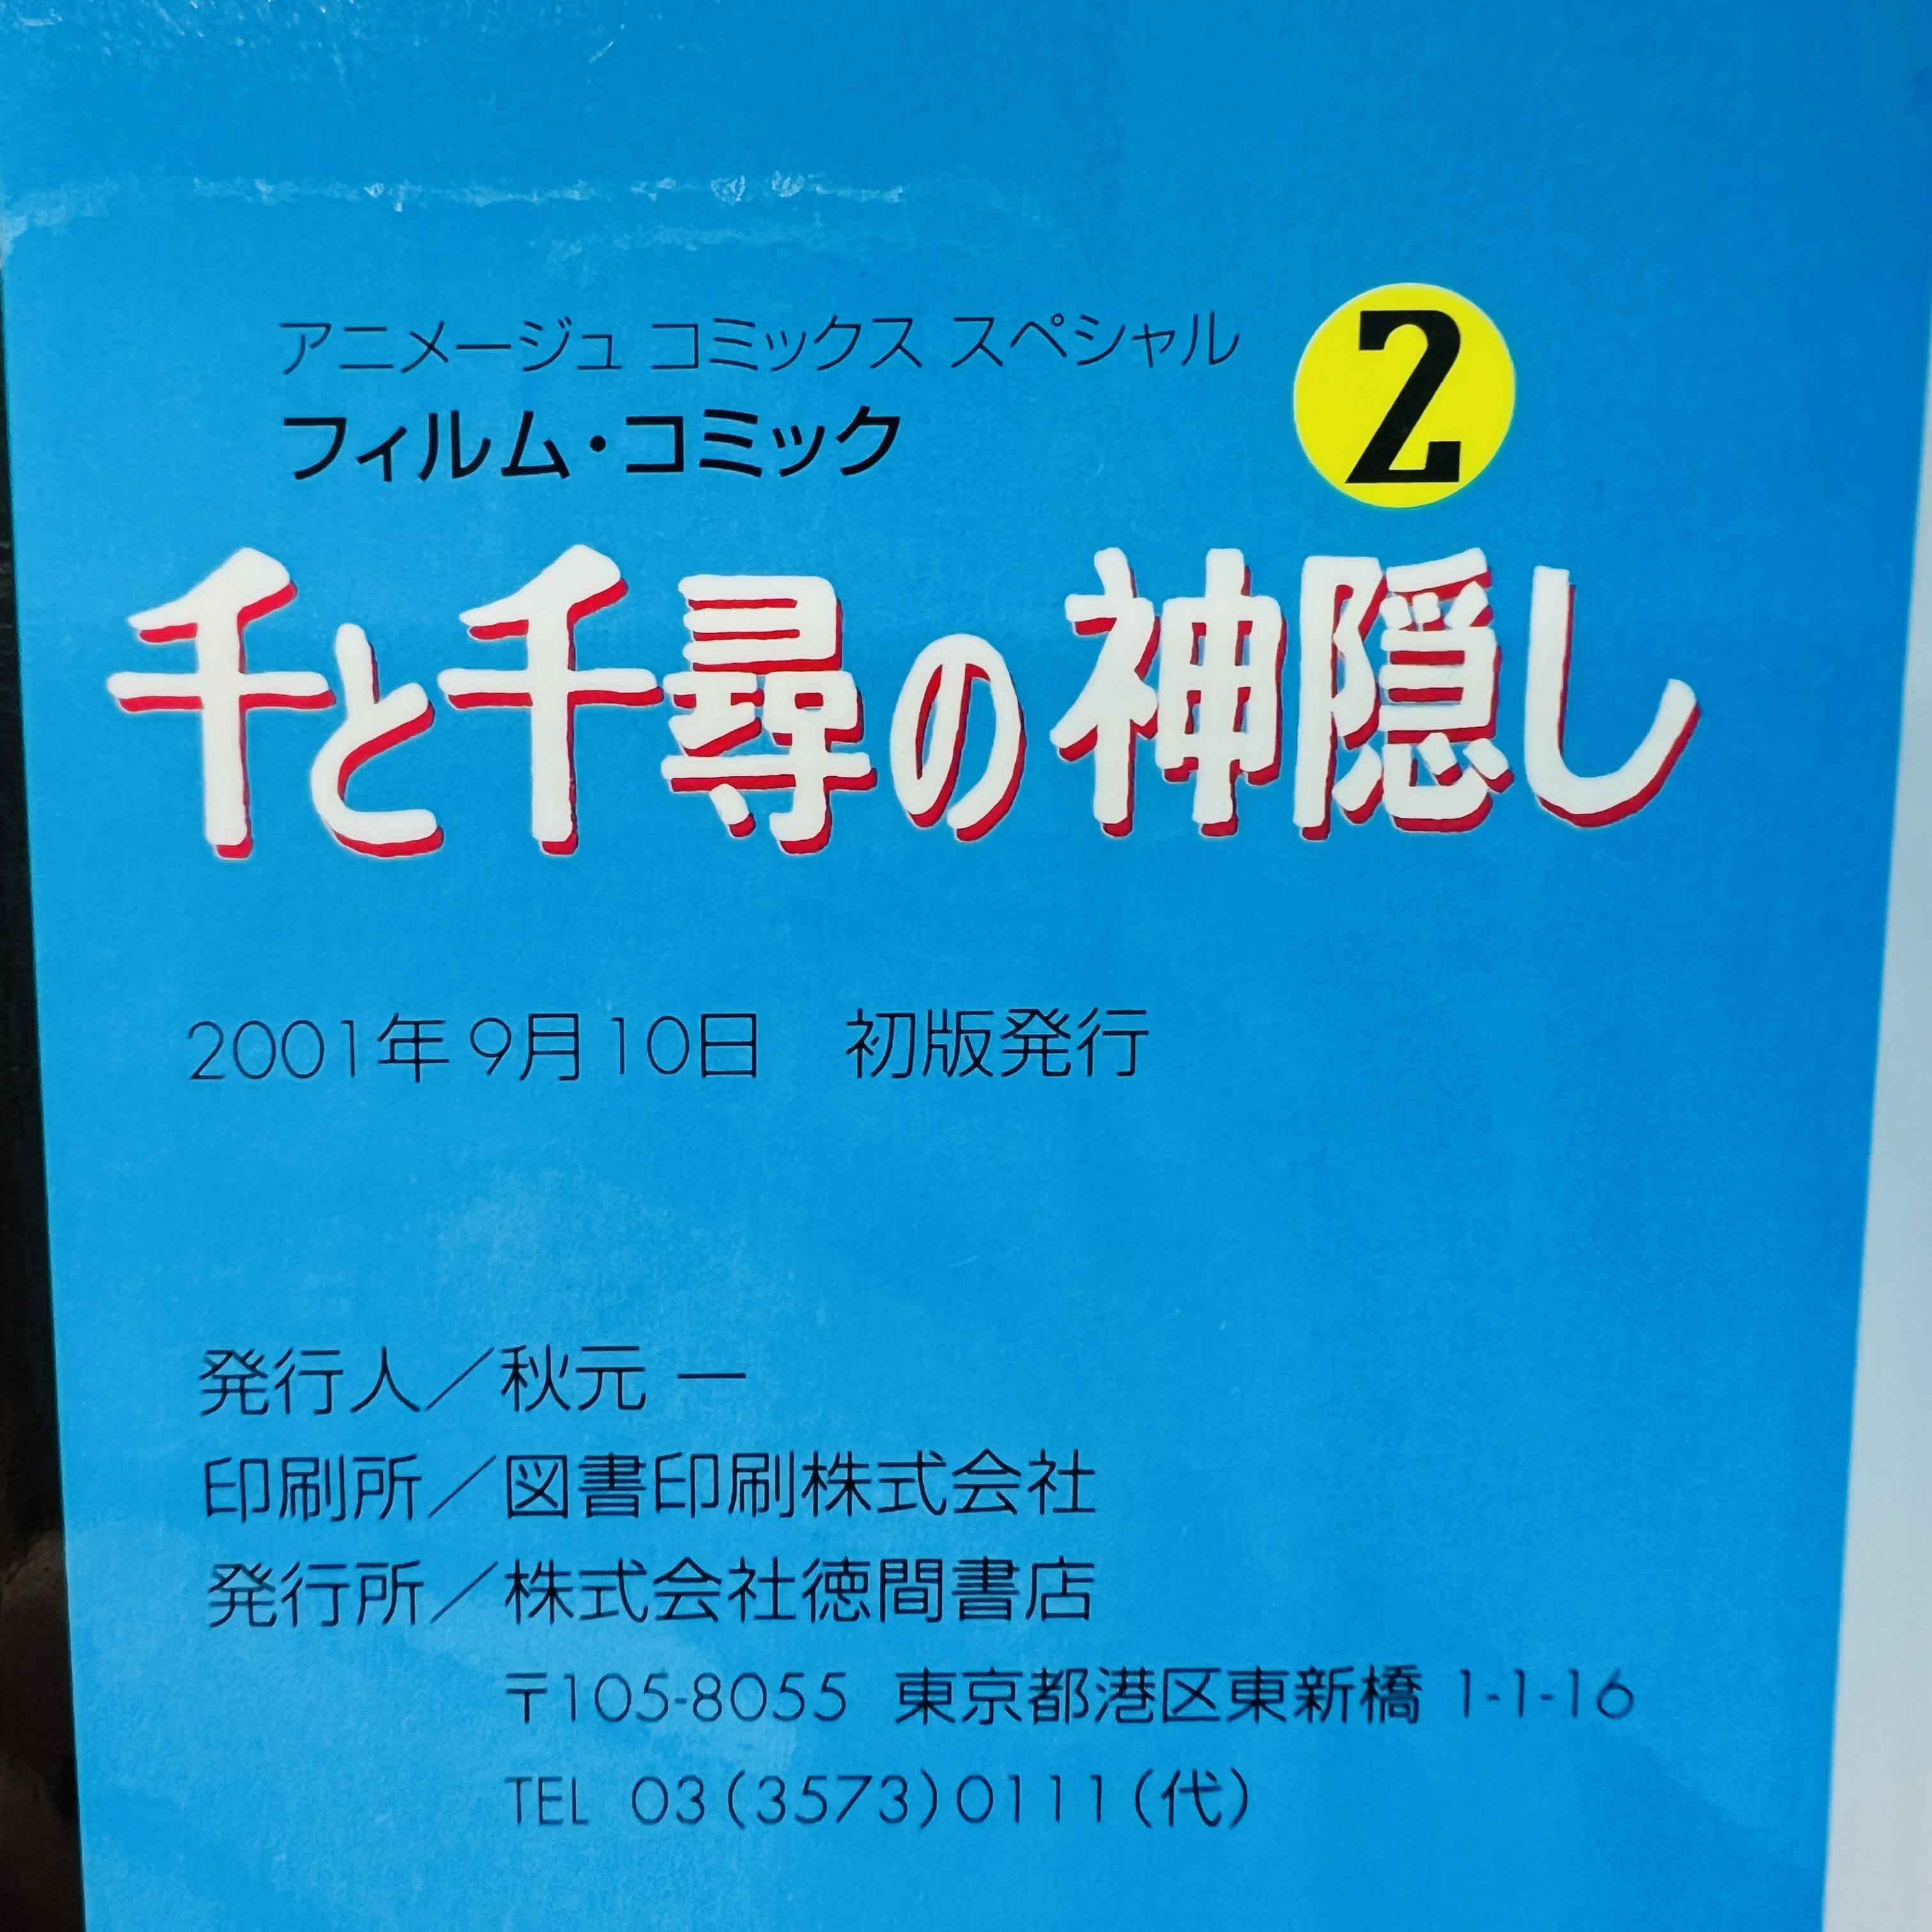 アニメージュ コミックス スペシャル
フィルム・コミック
2
千と千尋の神隠し
2001年9月10日　初版発行
発行人／秋元 一
印刷所／図書印刷株式会社
発行所／株式会社徳間書店
〒105-8055 東京都港区東新橋 1-1-16
TEL 03(3573)0111(代)